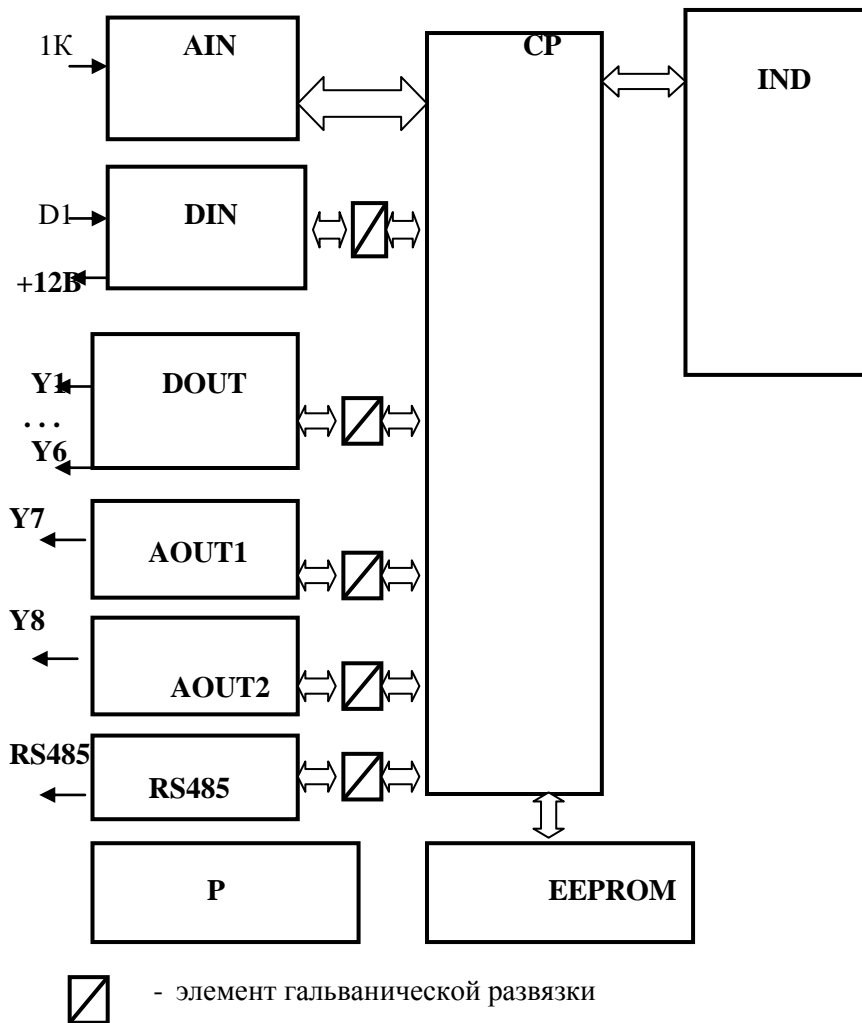 1К
AIN
CP
IND
D1
DIN
+12В
Y1
DOUT
...
Y6
Y7
AOUT1
Y8
AOUT2
RS485
RS485
P
EEPROM
- элемент гальванической развязки